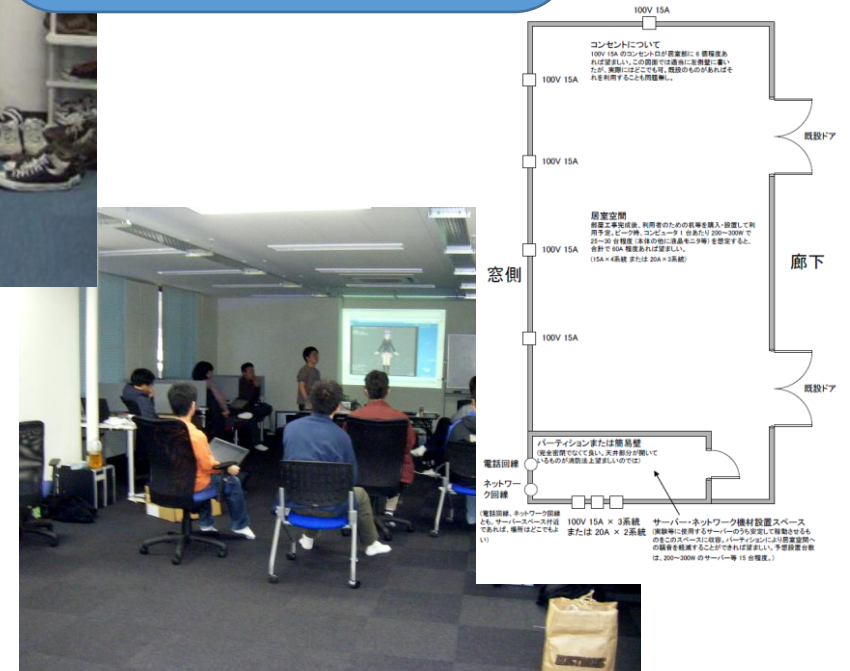 100V 15A
コンセントについて
100V 15A のコンセント口が居室部に 6 個程度あ
れば望ましい。この図面では適当に左側壁に書い
たが、実際にはどこでも可。既設のものがあればそ
れを利用することも問題無し。
100V 15A
既設ドア
100V 15A
居室空間
部屋工事完成後、利用者のための机等を購入・設置して利
用予定。ピーク時、コンピュータ 1 台あたり 200～300W で
25～30 台程度 (本体の他に液晶モニタ等) を想定すると、
合計で 60A 程度あれば望ましい。
(15A×4系統 または 20A×3系統)
100V 15A
窓側
廊下
100V 15A
既設ドア
パーティションまたは簡易壁
(完全密閉でなくて良い。天井部分が開いて
いるものが消防法上望ましいのでは)
電話回線
ネットワー
ク回線
(電話回線、ネットワーク回線
とも、サーバースペース付近
であれば、場所はどこでもよ
い)
100V 15A × 3系統
または 20A × 2系統
サーバー・ネットワーク機材設置スペース
(実験等に使用するサーバーのうち安定して稼動させるも
のをこのスペースに収容。パーティションにより居室空間へ
の騒音を軽減することができれば望ましい。予想設置台数
は、200～300W のサーバー等 15 台程度。)